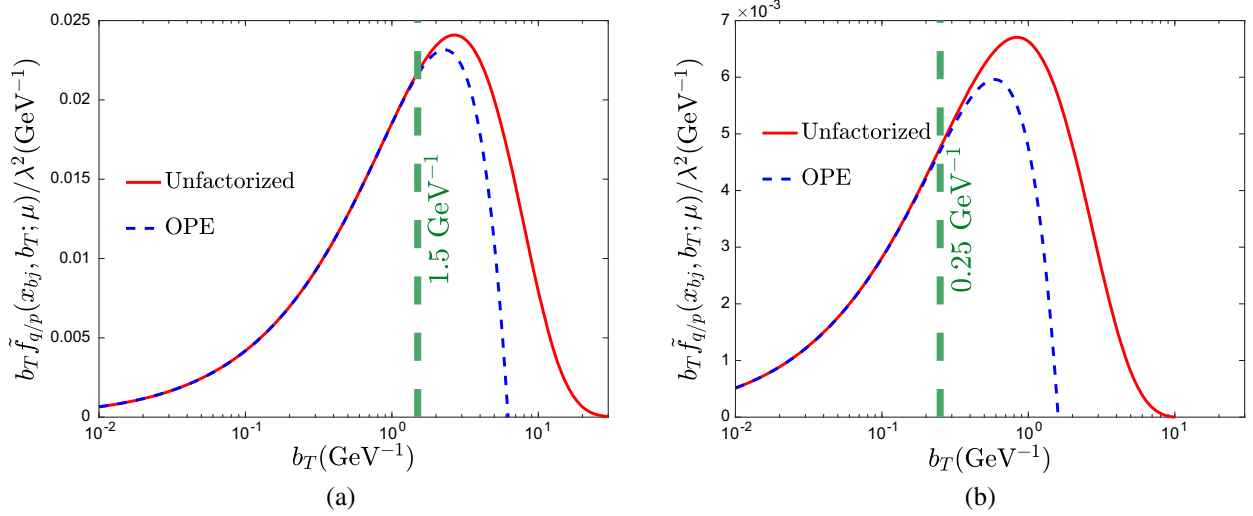 0.025
0.02
0.015
0.01
0.005
0
b_T f̃_{q/p}(x_{bj}, b_T; μ)/λ²(GeV⁻¹)
Unfactorized
OPE
1.5 GeV⁻¹
10⁻² 10⁻¹ 10⁰ 10¹
b_T(GeV⁻¹)
(a)
7 ×10⁻³
6
5
4
3
2
1
0
b_T f̃_{q/p}(x_{bj}, b_T; μ)/λ²(GeV⁻¹)
Unfactorized
OPE
0.25 GeV⁻¹
10⁻² 10⁻¹ 10⁰ 10¹
b_T(GeV⁻¹)
(b)